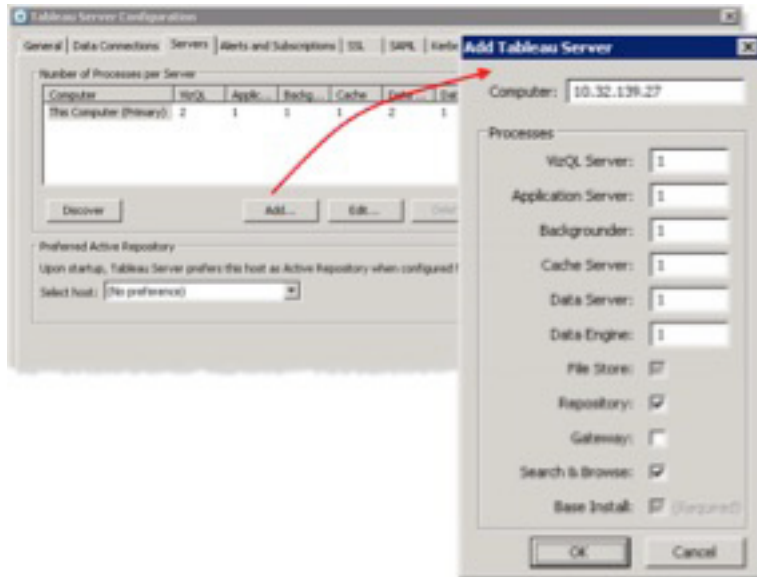 Tableau Server Configuration
General Data Connections Servers Alerts and Subscriptions SSL SAML
Number of Processes per Server
Computer VizQL Applic... Backg... Cache Data ...
This Computer (Primary) 2 1 1 1 2 1
Discover Add... Edit...
Preferred Active Repository
Upon startup, Tableau Server prefers this host as Active Repository when configured
Select host: (No preference)
Add Tableau Server
Computer: 10.32.139.27
Processes
VizQL Server: 1
Application Server: 1
Backgrounder: 1
Cache Server: 1
Data Server: 1
Data Engine: 1
File Store:
Repository:
Gateway:
Search & Browse:
Base Install: (Required)
OK Cancel